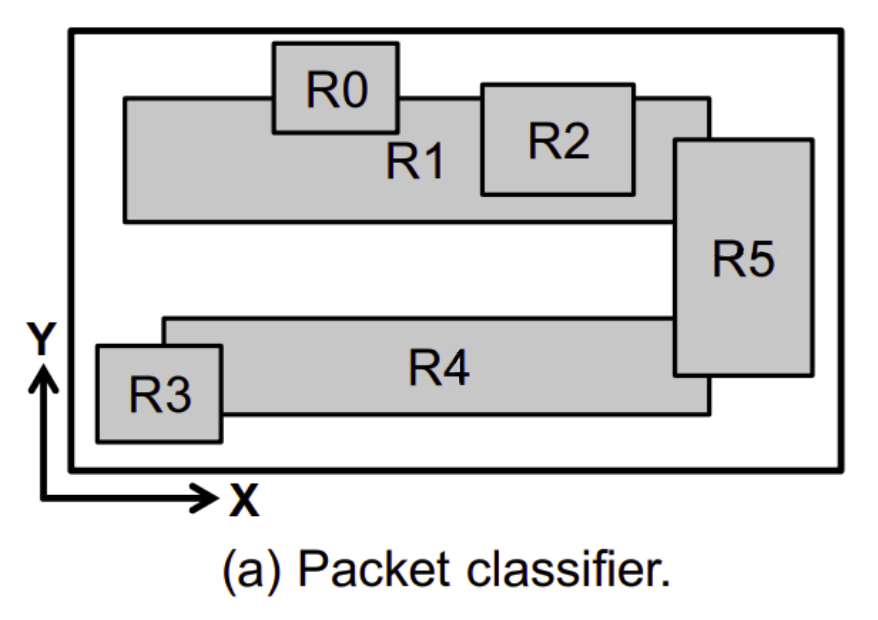 R0
R2
R1
R5
Y
R4
R3
X
(a) Packet classifier.